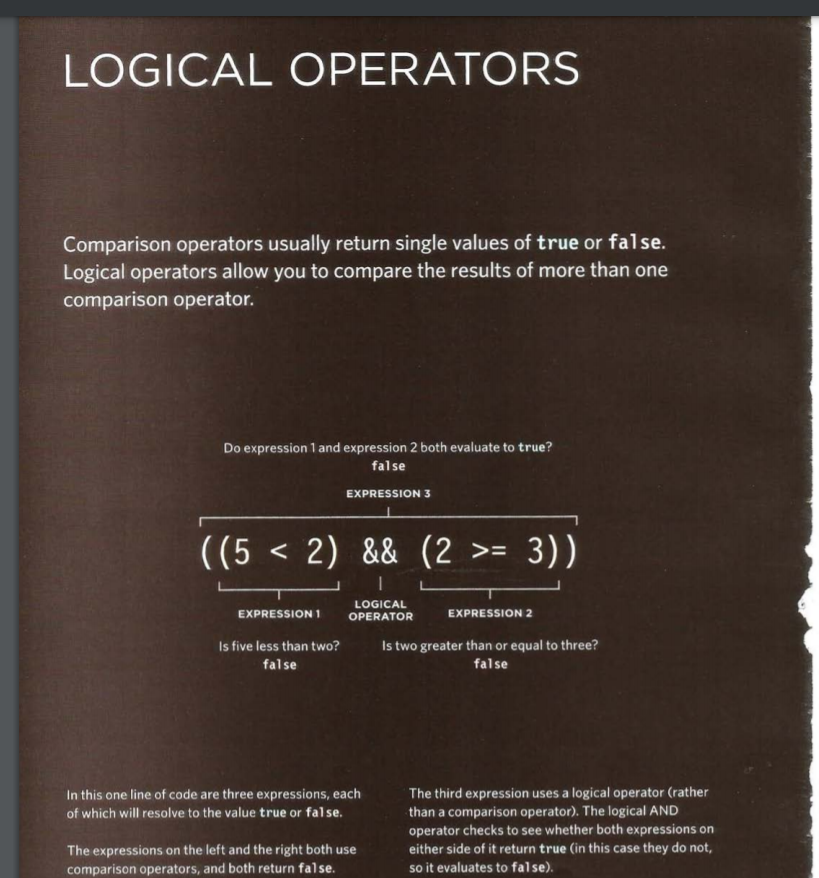 LOGICAL OPERATORS
Comparison operators usually return single values of true or false.
Logical operators allow you to compare the results of more than one
comparison operator.
Do expression 1 and expression 2 both evaluate to true?
false
EXPRESSION 3
((5 < 2) && (2 >= 3))
EXPRESSION 1
LOGICAL
OPERATOR
EXPRESSION 2
Is five less than two?
false
Is two greater than or equal to three?
false
In this one line of code are three expressions, each
of which will resolve to the value true or false.
The expressions on the left and the right both use
comparison operators, and both return false.
The third expression uses a logical operator (rather
than a comparison operator). The logical AND
operator checks to see whether both expressions on
either side of it return true (in this case they do not,
so it evaluates to false).